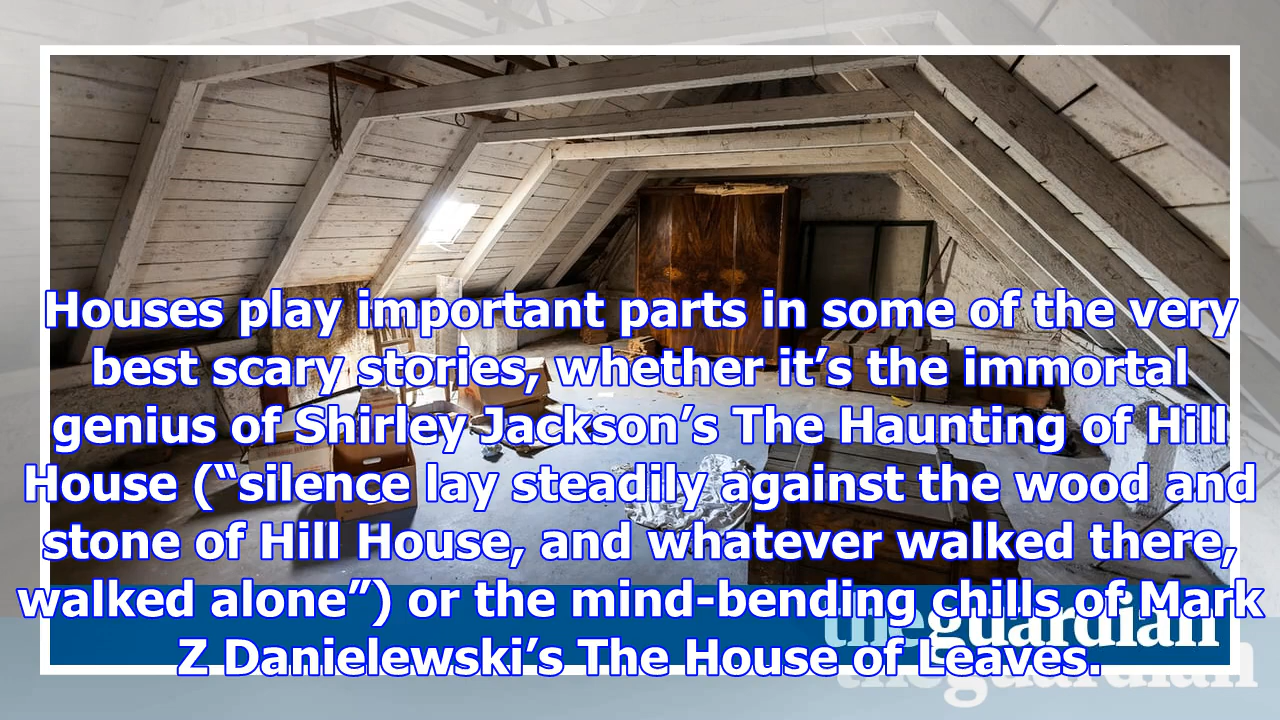 Houses play important parts in some of the very
best scary stories, whether it’s the immortal
genius of Shirley Jackson’s The Haunting of Hill
House (“silence lay steadily against the wood and
stone of Hill House, and whatever walked there,
walked alone”) or the mind-bending chills of Mark
Z Danielewski’s The House of Leaves.
theguardian
theguardian